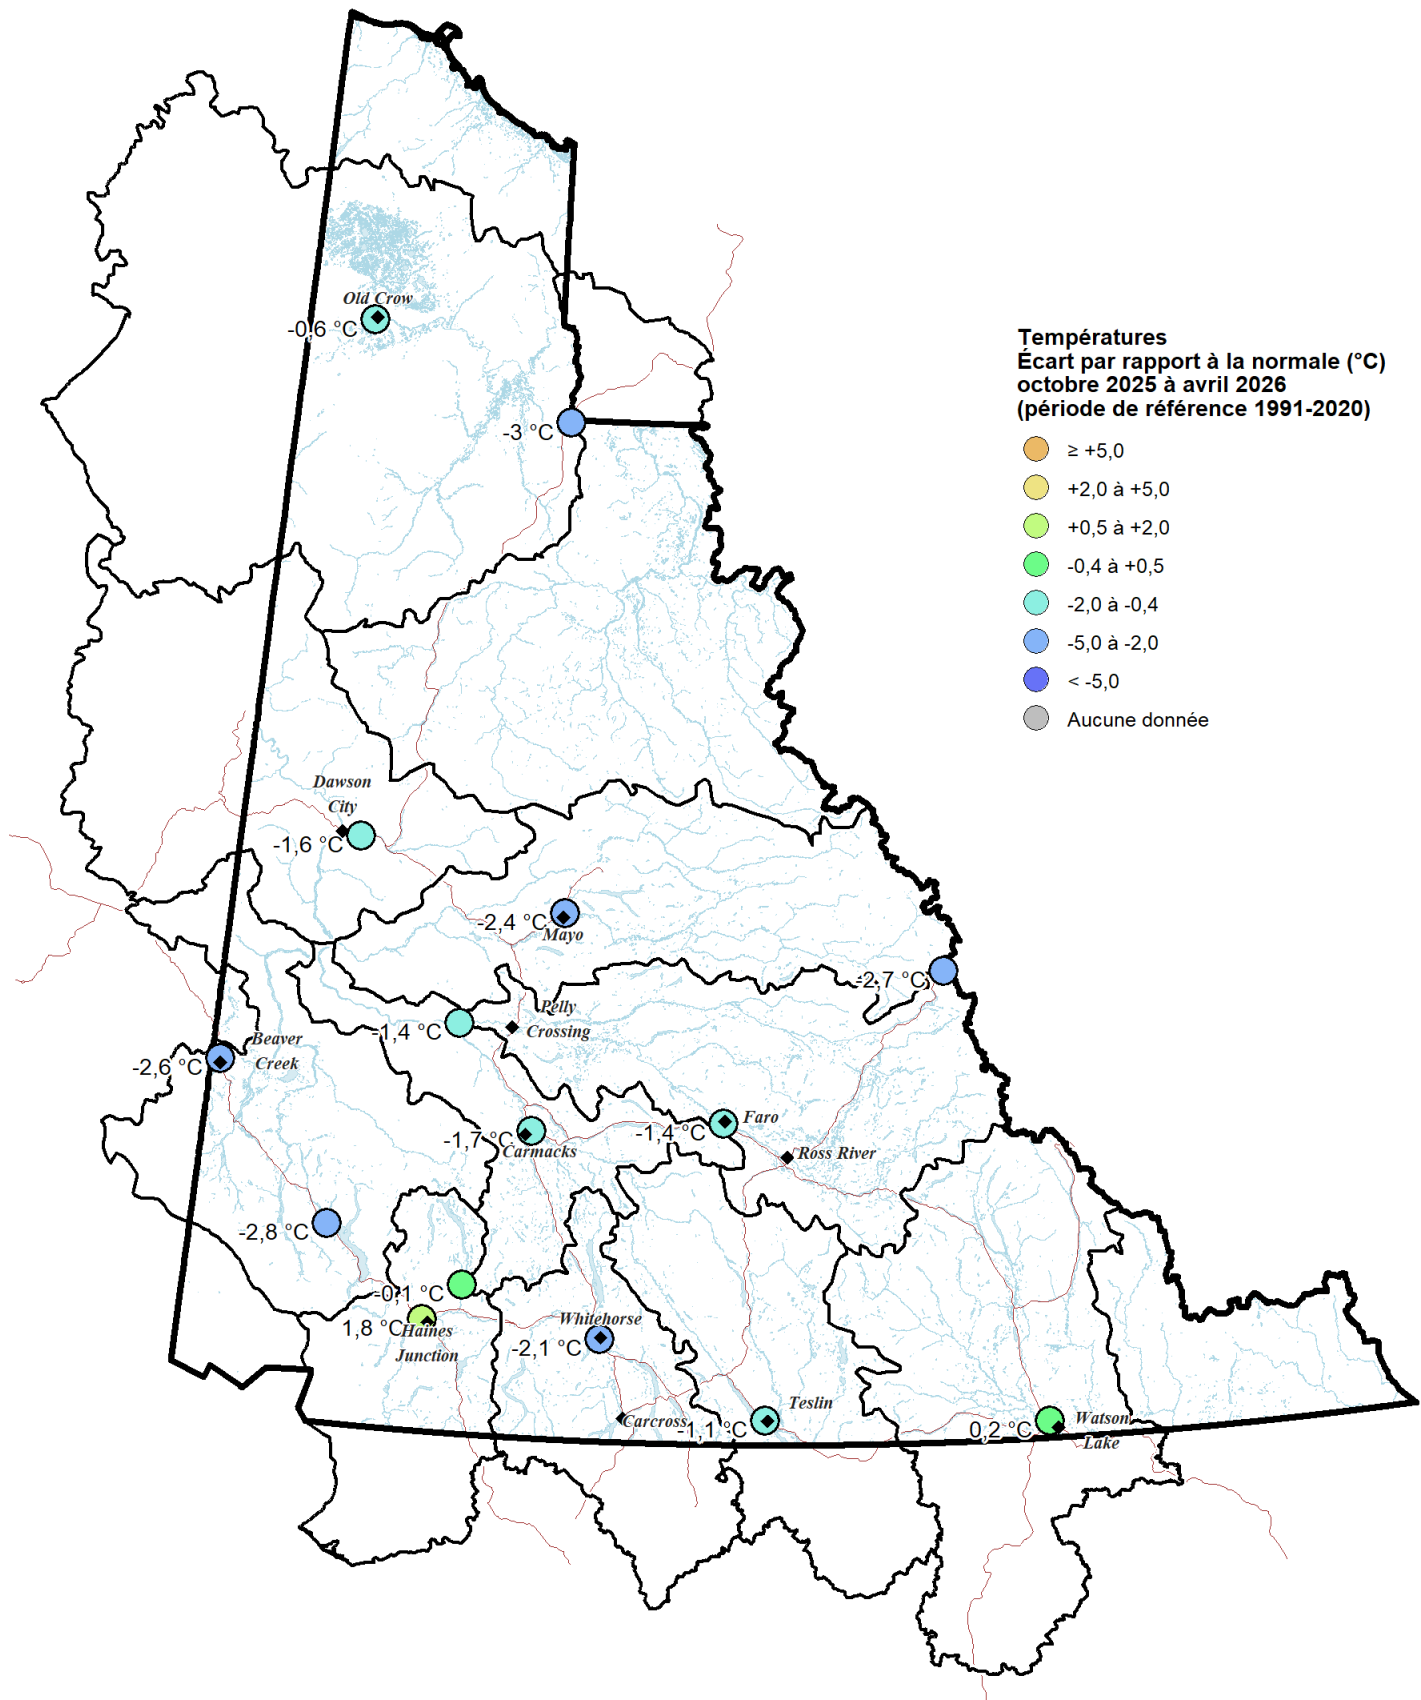 Old Crow
-0,6 °C
-3 °C
Températures
Écart par rapport à la normale (°C)
octobre 2025 à avril 2026
(période de référence 1991-2020)
≥ +5,0
+2,0 à +5,0
+0,5 à +2,0
-0,4 à +0,5
-2,0 à -0,4
-5,0 à -2,0
< -5,0
Aucune donnée
Dawson
City
-1,6 °C
-2,4 °C
Mayo
-2,7 °C
Pelly
Crossing
-1,4 °C
Beaver
Creek
-2,6 °C
-1,7 °C
Carmacks
Faro
-1,4 °C
Ross River
-2,8 °C
-0,1 °C
1,8 °C
Haines
Junction
Whitehorse
-2,1 °C
Carcross
Teslin
-1,1 °C
0,2 °C
Watson
Lake